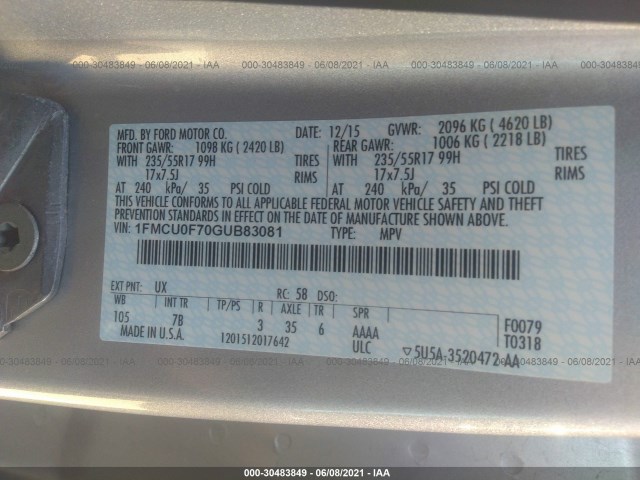 000-30483849 - 06/08/2021 - IAA
MFD. BY FORD MOTOR CO. DATE: 12/15 GVWR: 2096 KG ( 4620 LB)
FRONT GAWR: 1098 KG ( 2420 LB) REAR GAWR: 1006 KG ( 2218 LB)
WITH 235/55R17 99H TIRES WITH 235/55R17 99H TIRES
17x7.5J RIMS 17x7.5J RIMS
AT 240 kPa/ 35 PSI COLD AT 240 kPa/ 35 PSI COLD
THIS VEHICLE CONFORMS TO ALL APPLICABLE FEDERAL MOTOR VEHICLE SAFETY AND THEFT
PREVENTION STANDARDS IN EFFECT ON THE DATE OF MANUFACTURE SHOWN ABOVE.
VIN: 1FMCU0F70GUB83081 TYPE: MPV
EXT PNT: UX RC: 58 DSO:
WB INT TR TP/PS R AXLE TR SPR
105 7B 3 35 6 AAAA F0079
MADE IN U.S.A. 1201512017642 ULC T0318
▽5U5A-3520472-AA
000-30483849 - 06/08/2021 - IAA